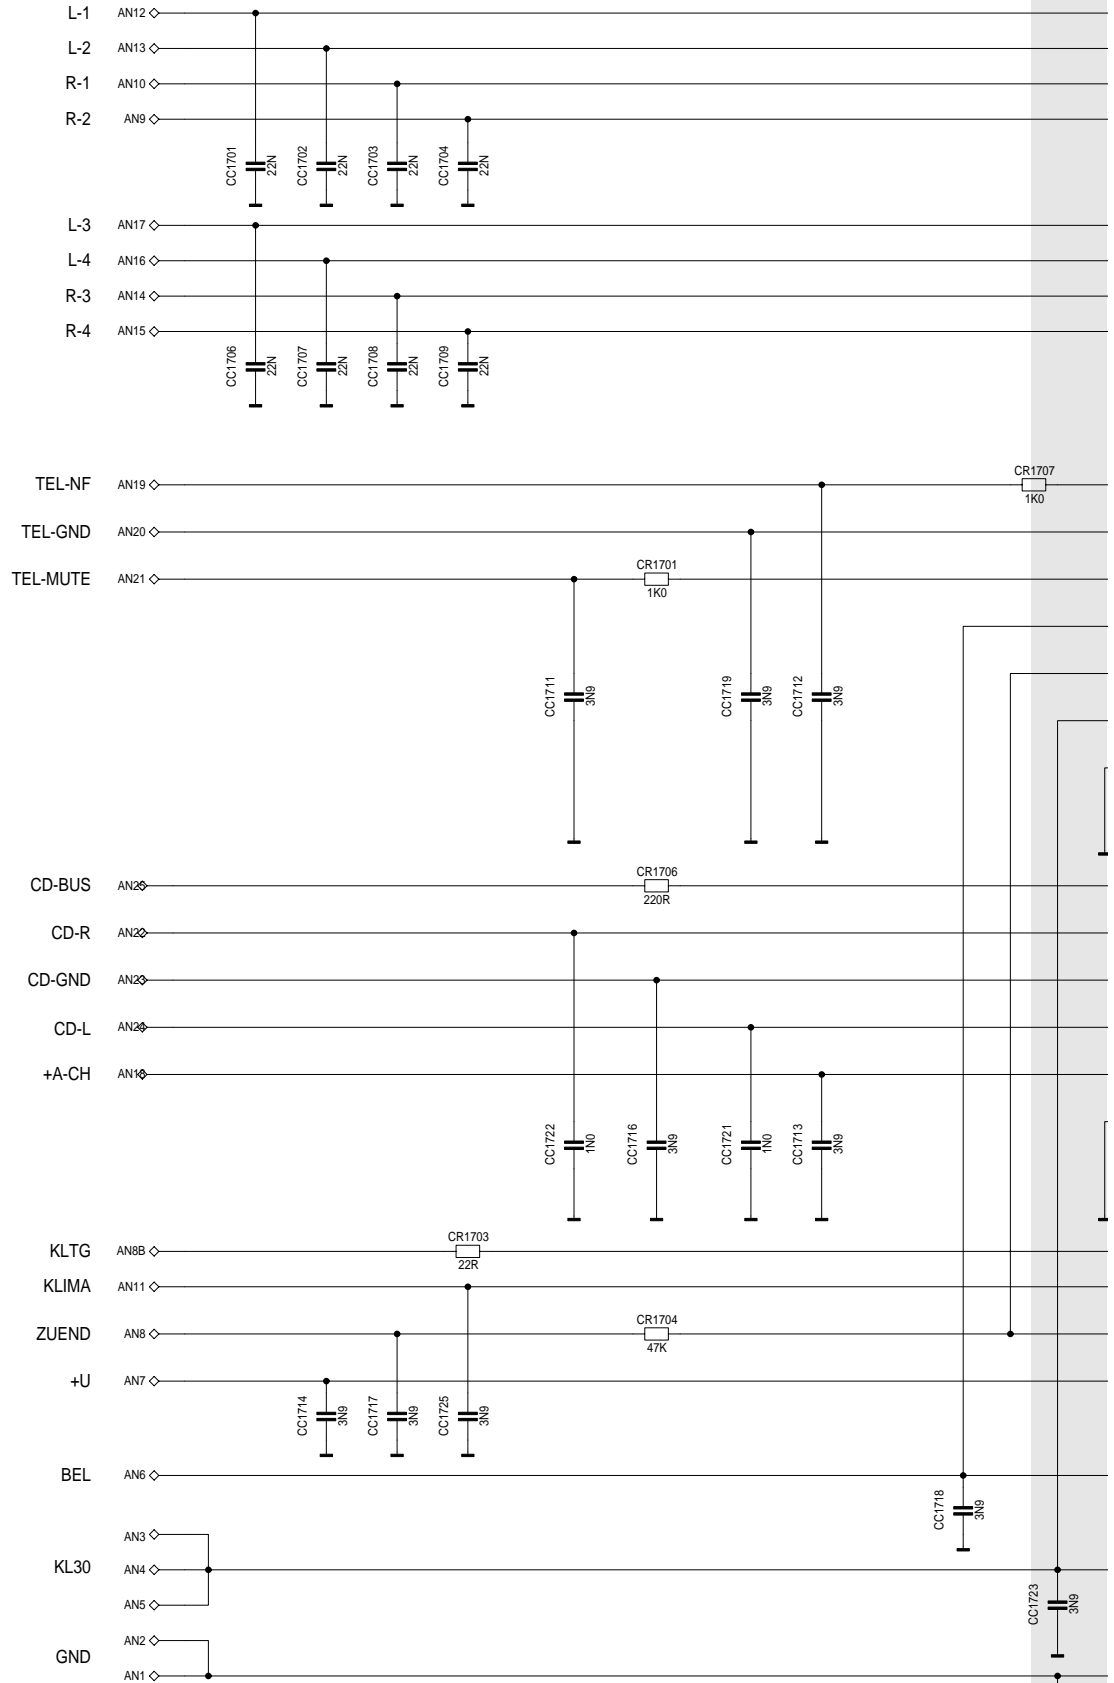 L-1 AN12
L-2 AN13
R-1 AN10
R-2 AN9
CC1701 22N CC1702 22N CC1703 22N CC1704 22N
L-3 AN17
L-4 AN16
R-3 AN14
R-4 AN15
CC1706 22N CC1707 22N CC1708 22N CC1709 22N
CR1707
TEL-NF AN19
1K0
TEL-GND AN20
CR1701
TEL-MUTE AN21
1K0
CC1711 3N9 CC1719 3N9 CC1712 3N9
CR1706
CD-BUS AN25
220R
CD-R AN22
CD-GND AN23
CD-L AN24
+A-CH AN18
CC1722 1N0 CC1716 3N9 CC1721 1N0 CC1713 3N9
CR1703
KLTG AN8B
22R
KLIMA AN11
CR1704
ZUEND AN8
47K
+U AN7
CC1714 3N9 CC1717 3N9 CC1725 3N9
BEL AN6
CC1718 3N9
AN3
KL30 AN4
AN5
CC1723 3N9
AN2
GND
AN1